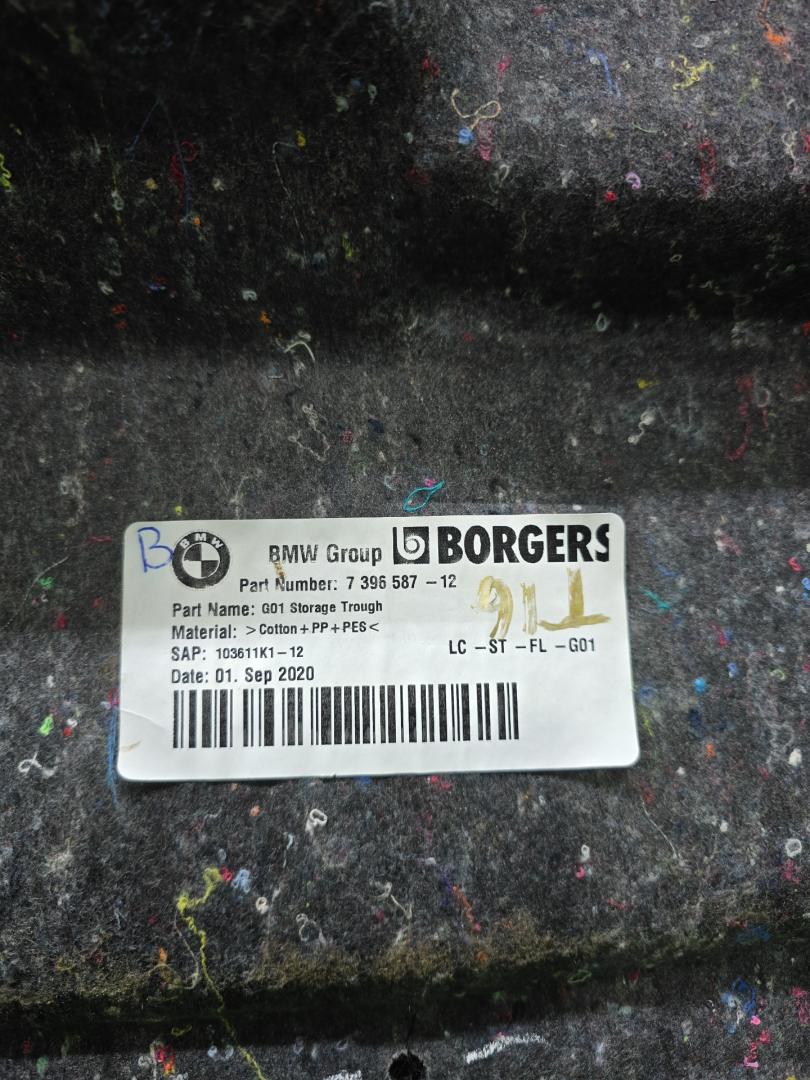 B BMW BMW Group BORGERS
Part Number: 7 396 587 -12
Part Name: G01 Storage Trough
Material: >Cotton+PP+PES<
SAP: 103611K1-12
LC -ST -FL -G01
Date: 01. Sep 2020